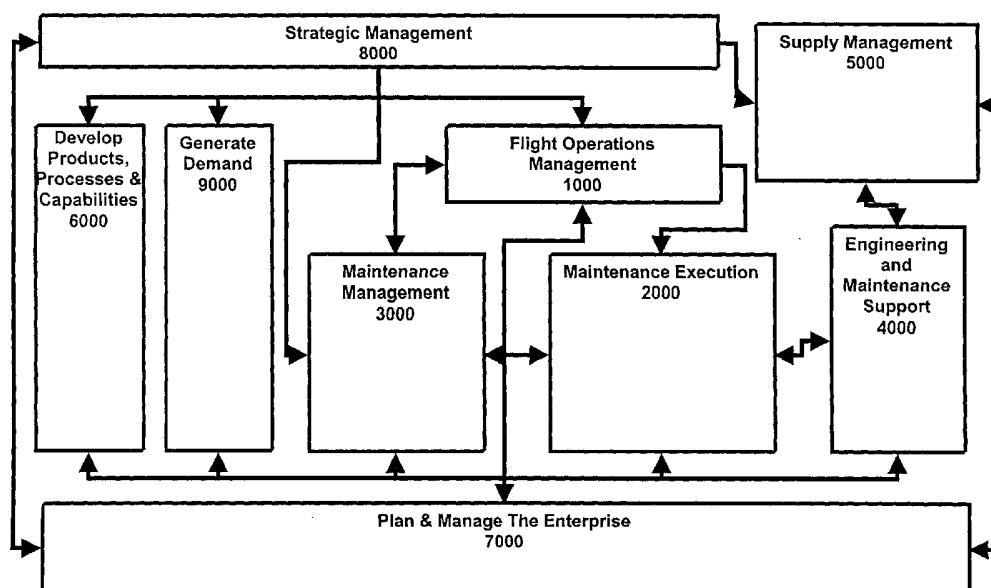 Strategic Management
8000
Supply Management
5000
Develop
Products,
Processes &
Capabilities
6000
Generate
Demand
9000
Flight Operations
Management
1000
Maintenance
Management
3000
Maintenance Execution
2000
Engineering
and
Maintenance
Support
4000
Plan & Manage The Enterprise
7000